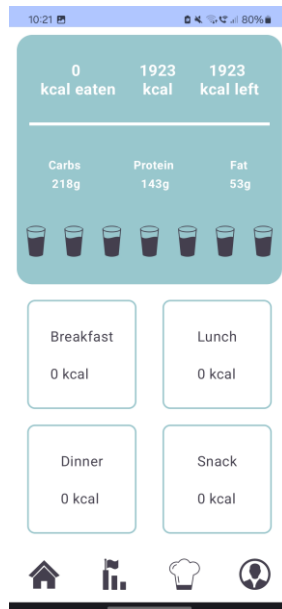 10:21 80%
0 1923 1923
kcal eaten kcal kcal left
Carbs Protein Fat
218g 143g 53g
Breakfast Lunch
0 kcal 0 kcal
Dinner Snack
0 kcal 0 kcal